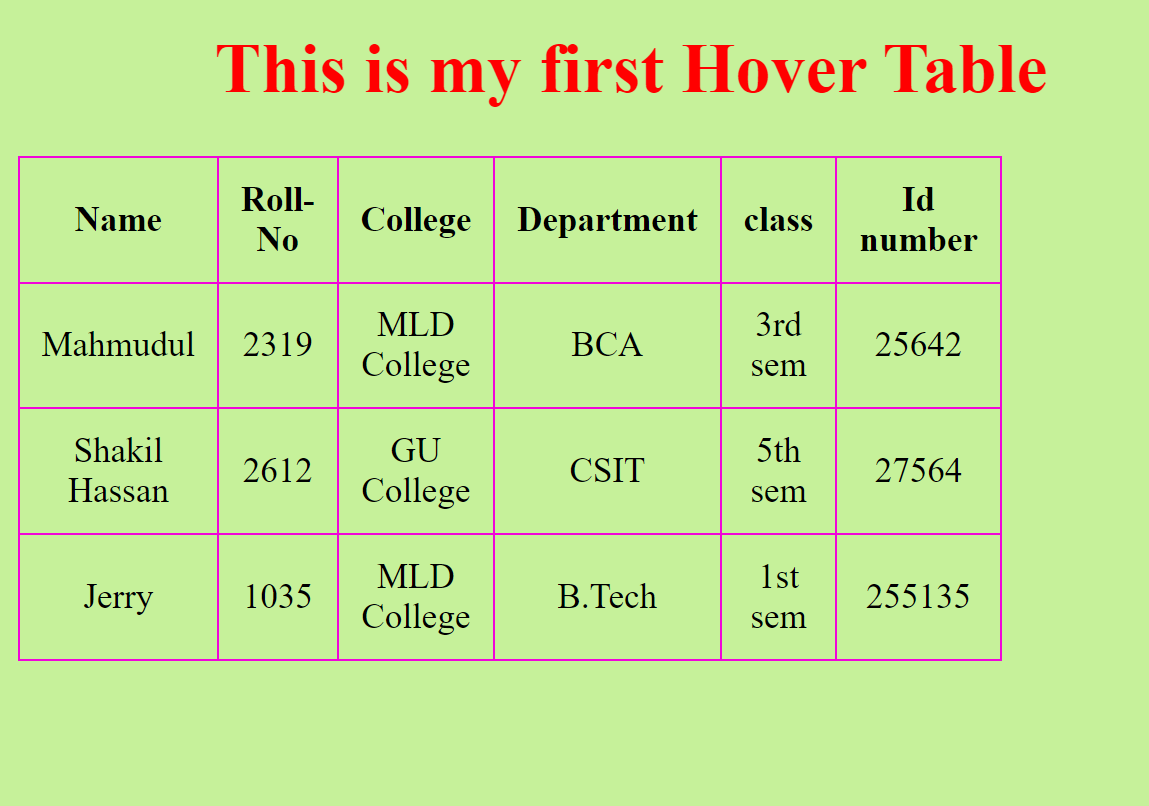 This is my first Hover Table
Name Roll- College Department class Id
No number
Mahmudul 2319 MLD BCA 3rd 25642
College sem
Shakil 2612 GU CSIT 5th 27564
Hassan College sem
Jerry 1035 MLD B.Tech 1st 255135
College sem